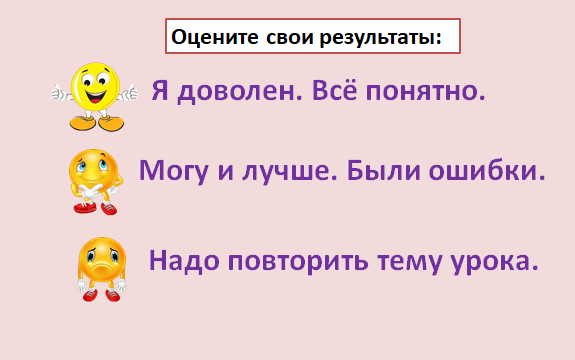 Оцените свои результаты:
Я доволен. Всё понятно.
Могу и лучше. Были ошибки.
Надо повторить тему урока.